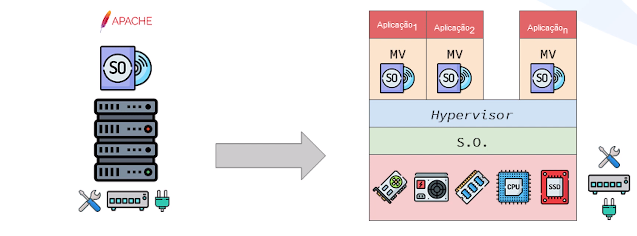 APACHE
SO
Aplicação1
Aplicação2
Aplicaçãon
MV
MV
MV
SO
SO
SO
Hypervisor
S.O.
CPU
SSD